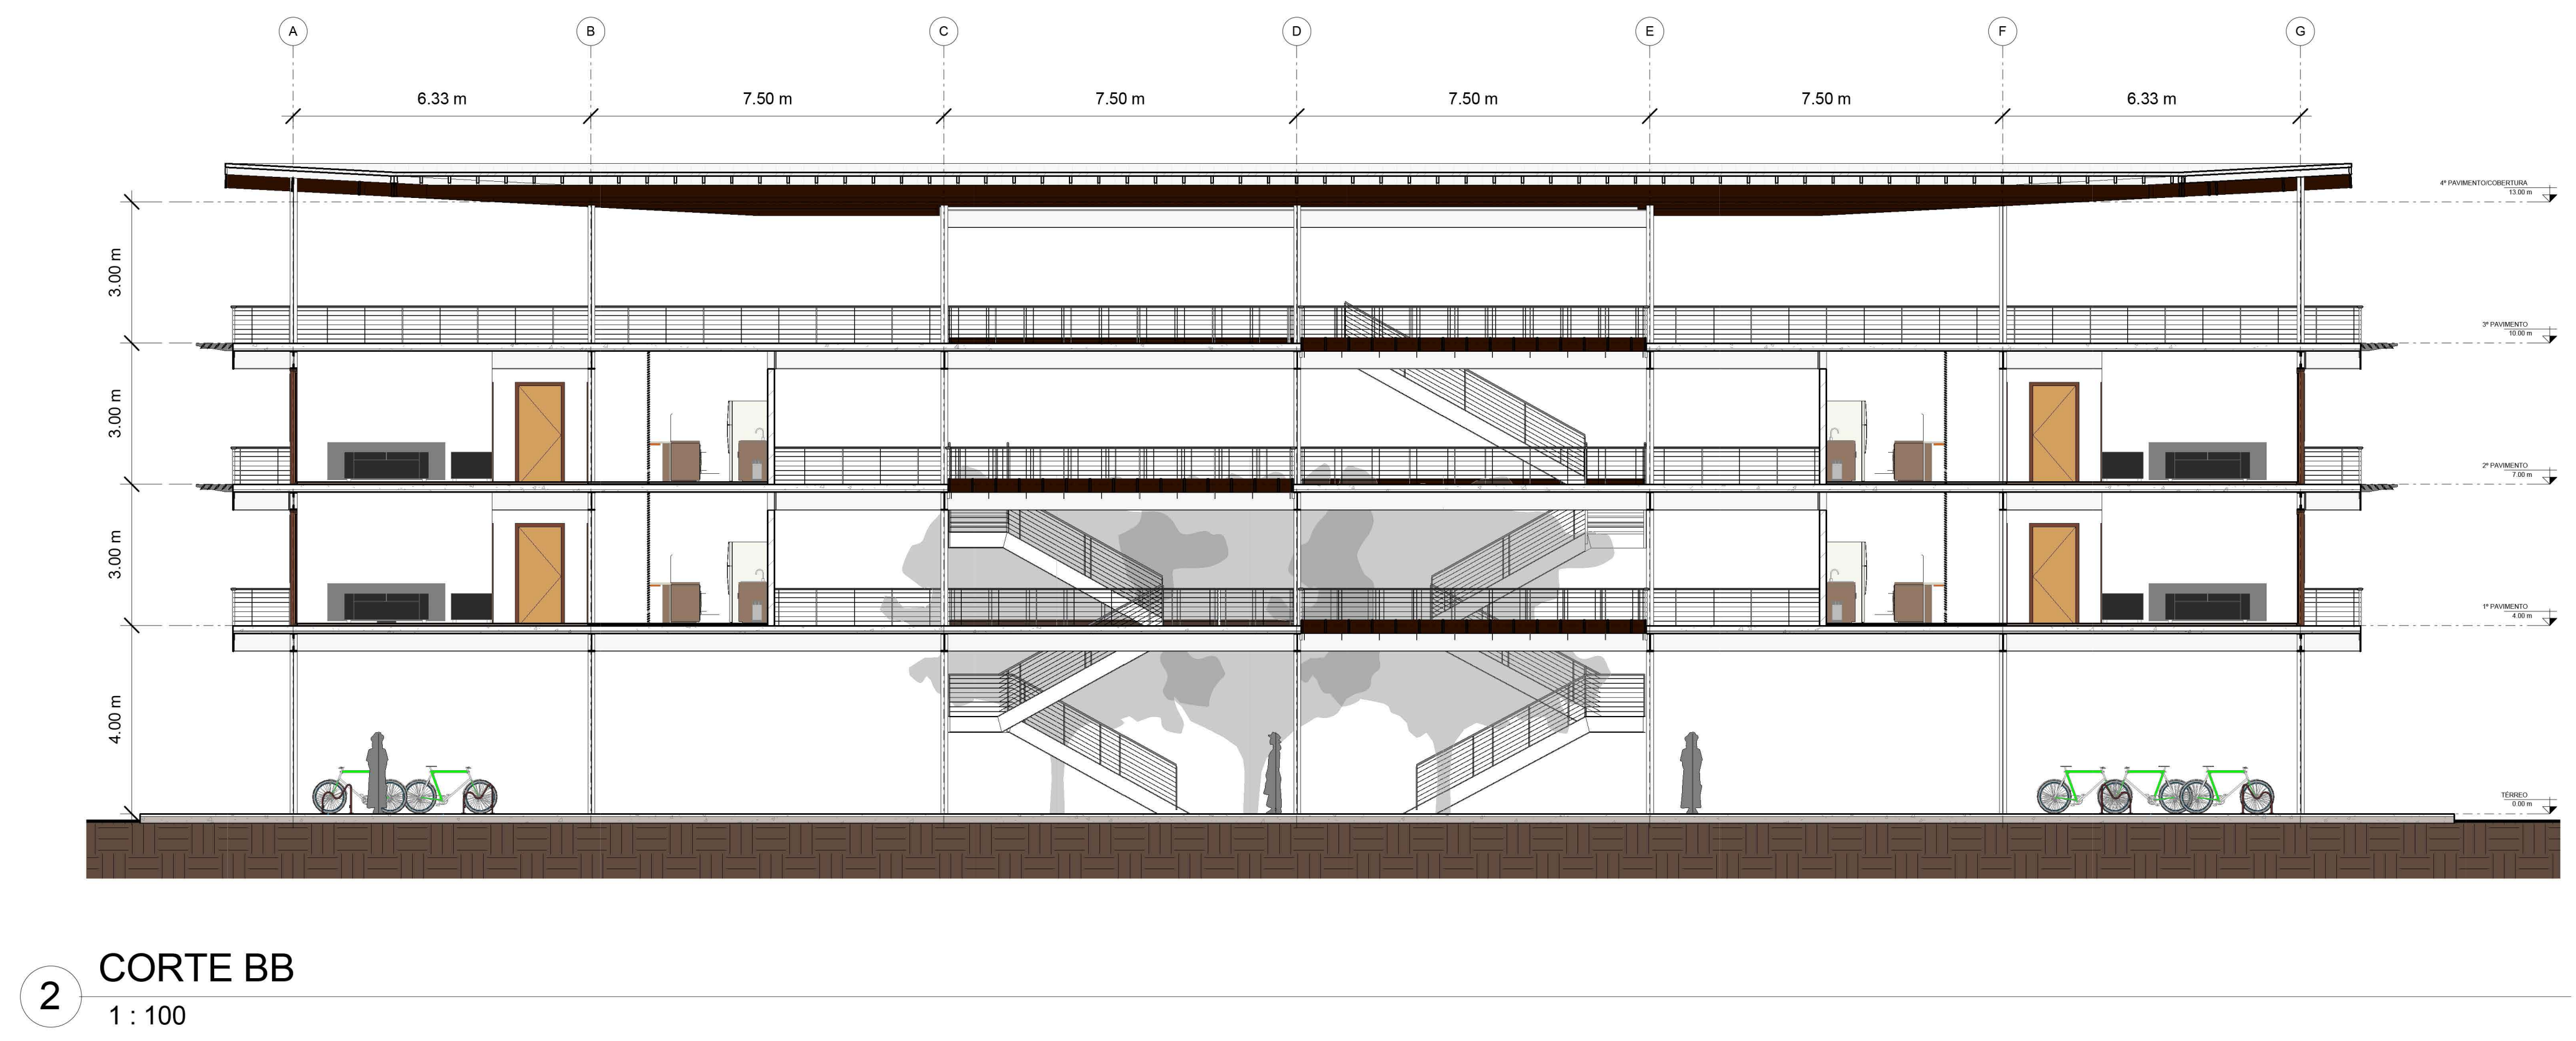 A B C D E F G
6.33 m 7.50 m 7.50 m 7.50 m 7.50 m 6.33 m
4º PAVIMENTO/COBERTURA
13.00 m
3.00 m
3º PAVIMENTO
10.00 m
3.00 m
2º PAVIMENTO
7.00 m
3.00 m
1º PAVIMENTO
4.00 m
4.00 m
TÉRREO
0.00 m
2 CORTE BB
1 : 100